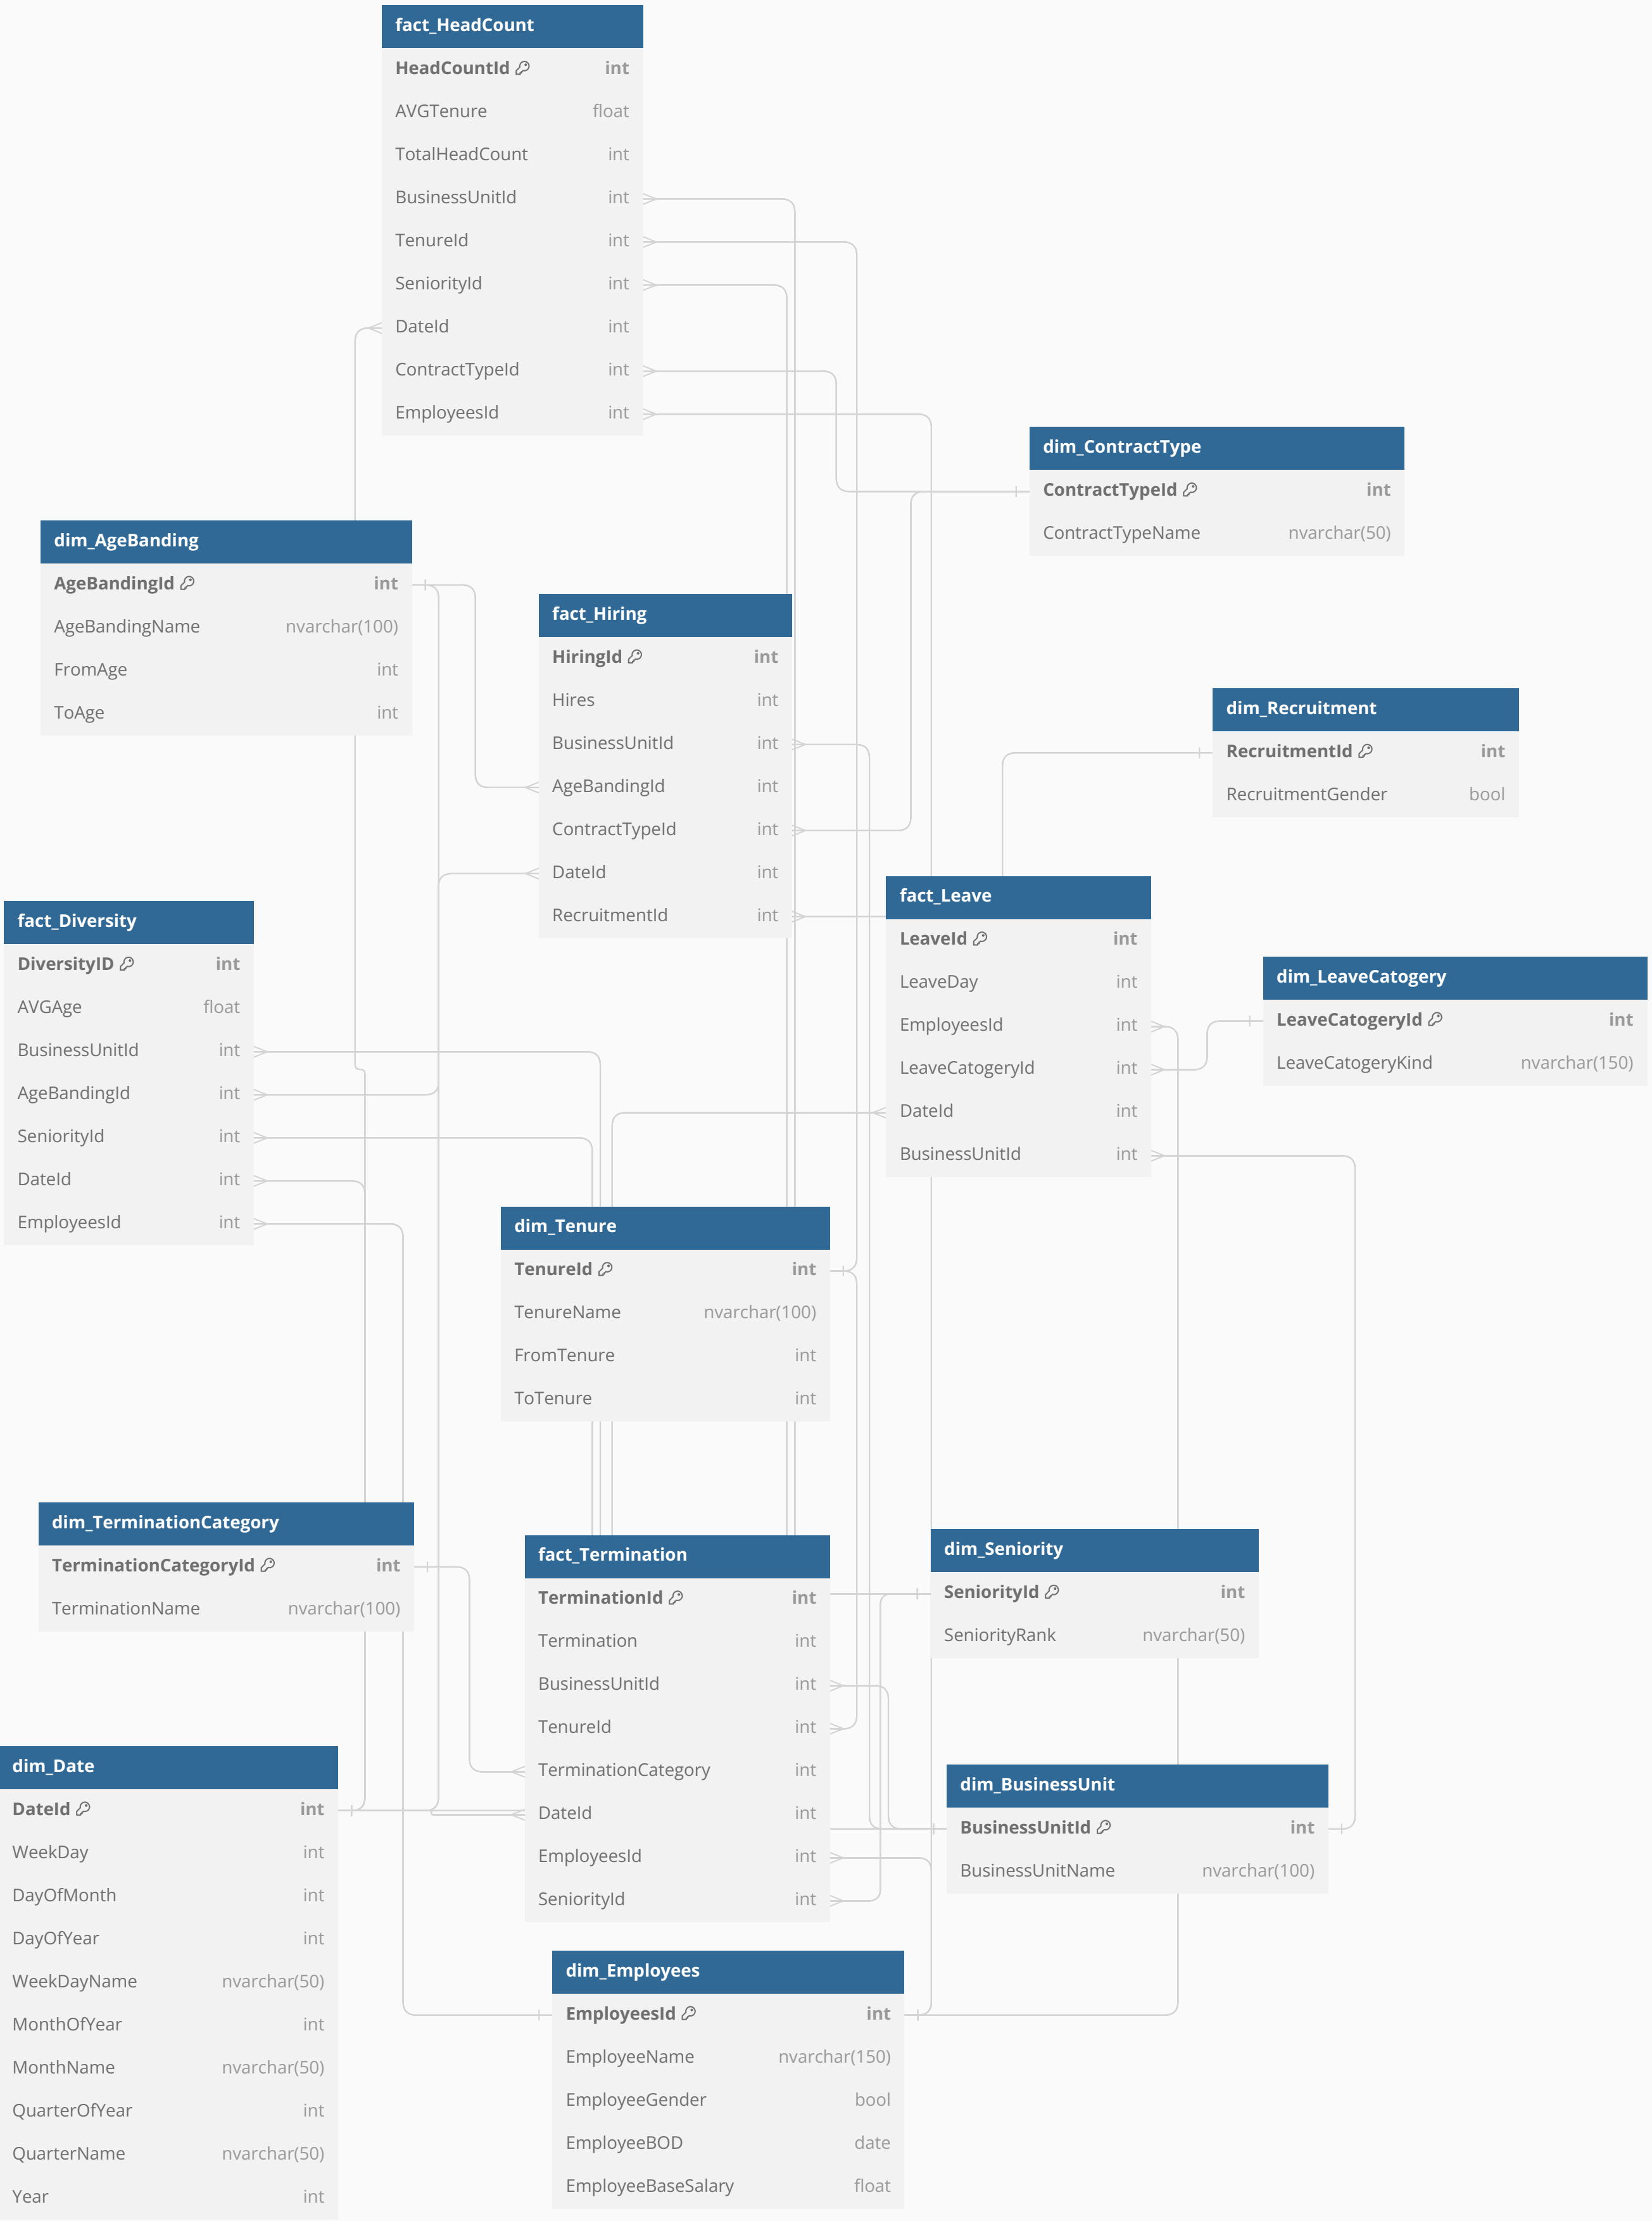 fact_HeadCount
HeadCountId int
AVGTenure float
TotalHeadCount int
BusinessUnitId int
TenureId int
SeniorityId int
DateId int
ContractTypeId int
EmployeesId int
dim_ContractType
ContractTypeId int
ContractTypeName nvarchar(50)
dim_AgeBanding
AgeBandingId int
AgeBandingName nvarchar(100)
FromAge int
ToAge int
fact_Hiring
HiringId int
Hires int
BusinessUnitId int
AgeBandingId int
ContractTypeId int
DateId int
RecruitmentId int
dim_Recruitment
RecruitmentId int
RecruitmentGender bool
fact_Leave
LeaveId int
LeaveDay int
EmployeesId int
LeaveCatogeryId int
DateId int
BusinessUnitId int
fact_Diversity
DiversityID int
AVGAge float
BusinessUnitId int
AgeBandingId int
SeniorityId int
DateId int
EmployeesId int
dim_LeaveCatogery
LeaveCatogeryId int
LeaveCatogeryKind nvarchar(150)
dim_Tenure
TenureId int
TenureName nvarchar(100)
FromTenure int
ToTenure int
dim_TerminationCategory
TerminationCategoryId int
TerminationName nvarchar(100)
fact_Termination
TerminationId int
Termination int
BusinessUnitId int
TenureId int
TerminationCategory int
DateId int
EmployeesId int
SeniorityId int
dim_Seniority
SeniorityId int
SeniorityRank nvarchar(50)
dim_Date
DateId int
WeekDay int
DayOfMonth int
DayOfYear int
WeekDayName nvarchar(50)
MonthOfYear int
MonthName nvarchar(50)
QuarterOfYear int
QuarterName nvarchar(50)
Year int
dim_BusinessUnit
BusinessUnitId int
BusinessUnitName nvarchar(100)
dim_Employees
EmployeesId int
EmployeeName nvarchar(150)
EmployeeGender bool
EmployeeBOD date
EmployeeBaseSalary float